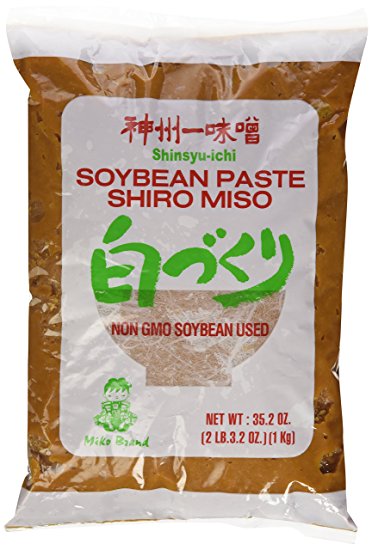 神州一味噌
Shinsyu-ichi
SOYBEAN PASTE
SHIRO MISO
白づくり
NON GMO SOYBEAN USED
Miko Brand
NET WT : 35.2 OZ.
(2 LB.3.2 OZ.) (1 Kg)